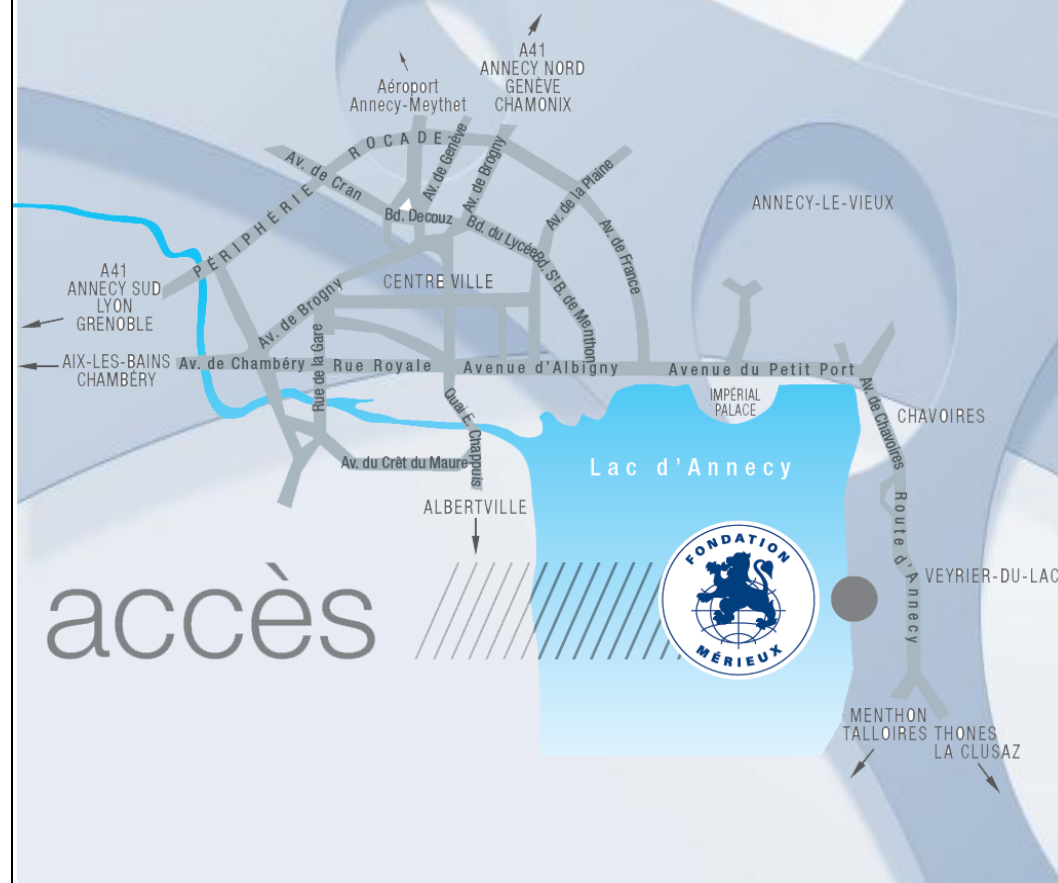 A41
ANNECY NORD
GENÈVE
CHAMONIX
Aéroport
Annecy-Meythet
PÉRIPHÉRIE ROCADE
Av. de Cran
Av. de Genève
Av. de Brogny
Av. de la Plaine
Bd. Decouz
Bd. du Lycée
Bd. St B. de Menthon
Av. de France
ANNECY-LE-VIEUX
A41
ANNECY SUD
LYON
GRENOBLE
CENTRE VILLE
Av. de Brogny
AIX-LES-BAINS
CHAMBÉRY
Av. de Chambéry
Rue de la Gare
Rue Royale
Avenue d'Albigny
Avenue du Petit Port
IMPÉRIAL
PALACE
Av. de Chavoires
CHAVOIRES
Quai E. Chappuis
Av. du Crêt du Maure
Lac d'Annecy
ALBERTVILLE
Route d'Annecy
FONDATION
MÉRIEUX
VEYRIER-DU-LAC
accès
MENTHON
TALLOIRES
THONES
LA CLUSAZ